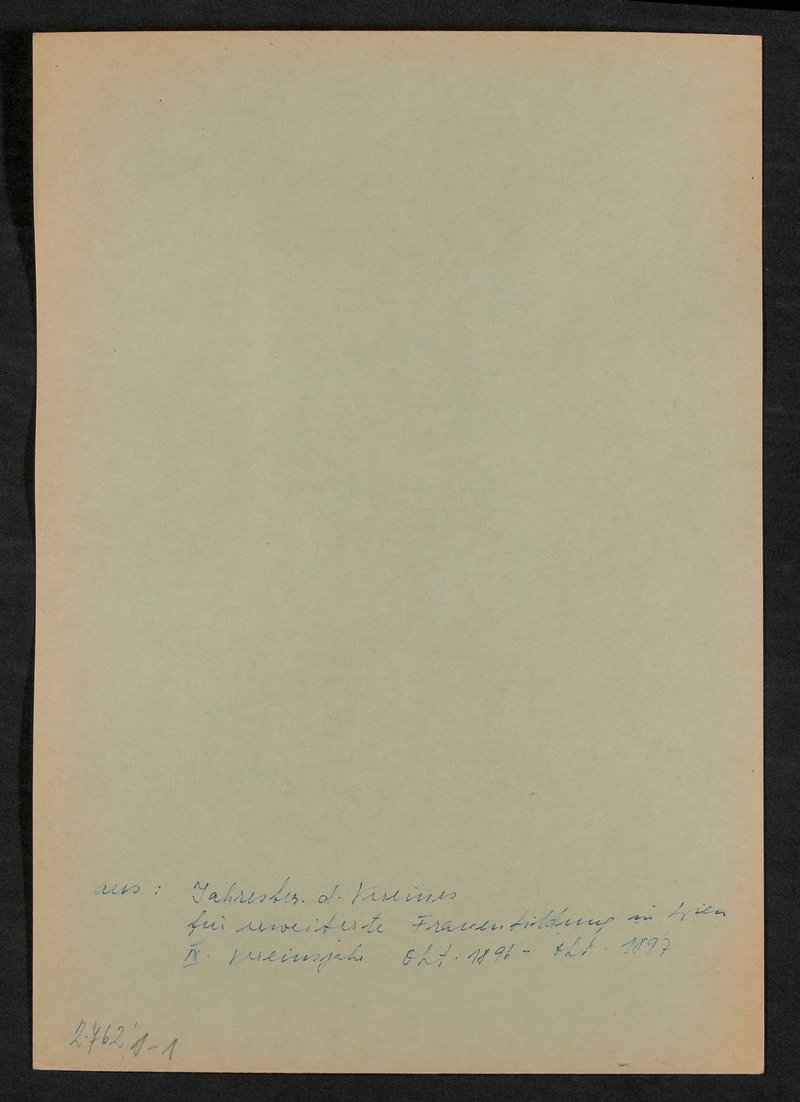 aus: Jahresber. d. Vereines
für erweiterte Frauenbildung in Wien
IX. Vereinsjahr Okt. 1896 - Okt. 1897
2.762/1-1